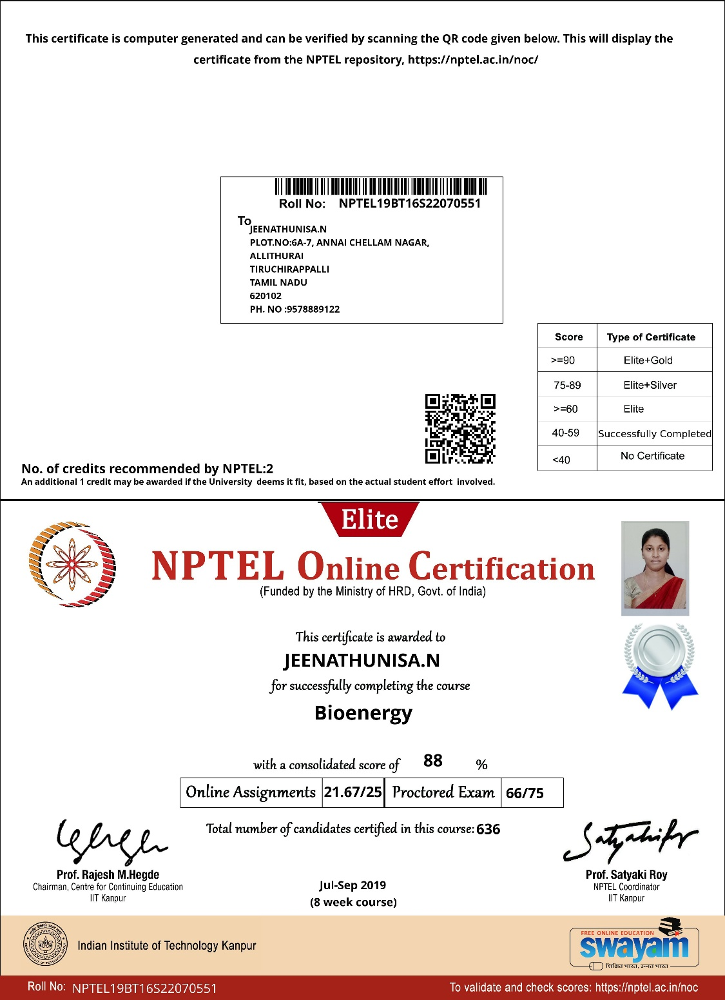 This certificate is computer generated and can be verified by scanning the QR code given below. This will display the
certificate from the NPTEL repository, https://nptel.ac.in/noc/
Roll No: NPTEL19BT16S22070551
To
JEENATHUNISA.N
PLOT.NO:6A-7, ANNAI CHELLAM NAGAR,
ALLITHURAI
TIRUCHIRAPPALLI
TAMIL NADU
620102
PH. NO :9578889122
Score Type of Certificate
>=90 Elite+Gold
75-89 Elite+Silver
>=60 Elite
40-59 Successfully Completed
<40 No Certificate
No. of credits recommended by NPTEL:2
An additional 1 credit may be awarded if the University deems it fit, based on the actual student effort involved.
Elite
NPTEL Online Certification
(Funded by the Ministry of HRD, Govt. of India)
This certificate is awarded to
JEENATHUNISA.N
for successfully completing the course
Bioenergy
with a consolidated score of 88 %
Online Assignments 21.67/25 Proctored Exam 66/75
Total number of candidates certified in this course: 636
Prof. Rajesh M.Hegde
Chairman, Centre for Continuing Education
IIT Kanpur
Jul-Sep 2019
(8 week course)
Prof. Satyaki Roy
NPTEL Coordinator
IIT Kanpur
Indian Institute of Technology Kanpur
FREE ONLINE EDUCATION
swayam
शिक्षित भारत, उन्नत भारत
Roll No: NPTEL19BT16S22070551
To validate and check scores: https://nptel.ac.in/noc